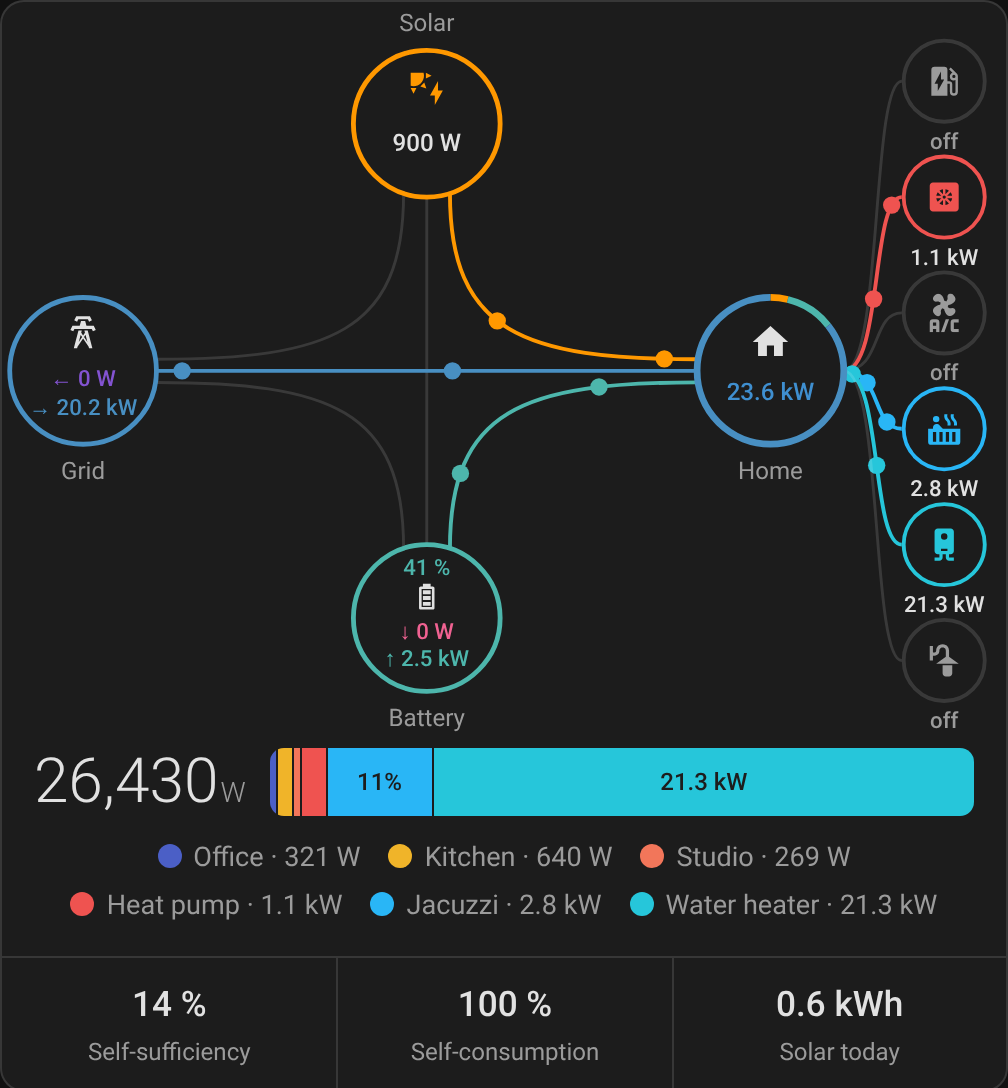 Solar
900 W
off
1.1 kW
← 0 W
→ 20.2 kW
Grid
23.6 kW
Home
A/C
off
2.8 kW
41 %
↓ 0 W
↑ 2.5 kW
Battery
21.3 kW
off
26,430 W
11%
21.3 kW
Office · 321 W
Kitchen · 640 W
Studio · 269 W
Heat pump · 1.1 kW
Jacuzzi · 2.8 kW
Water heater · 21.3 kW
14 %
Self-sufficiency
100 %
Self-consumption
0.6 kWh
Solar today